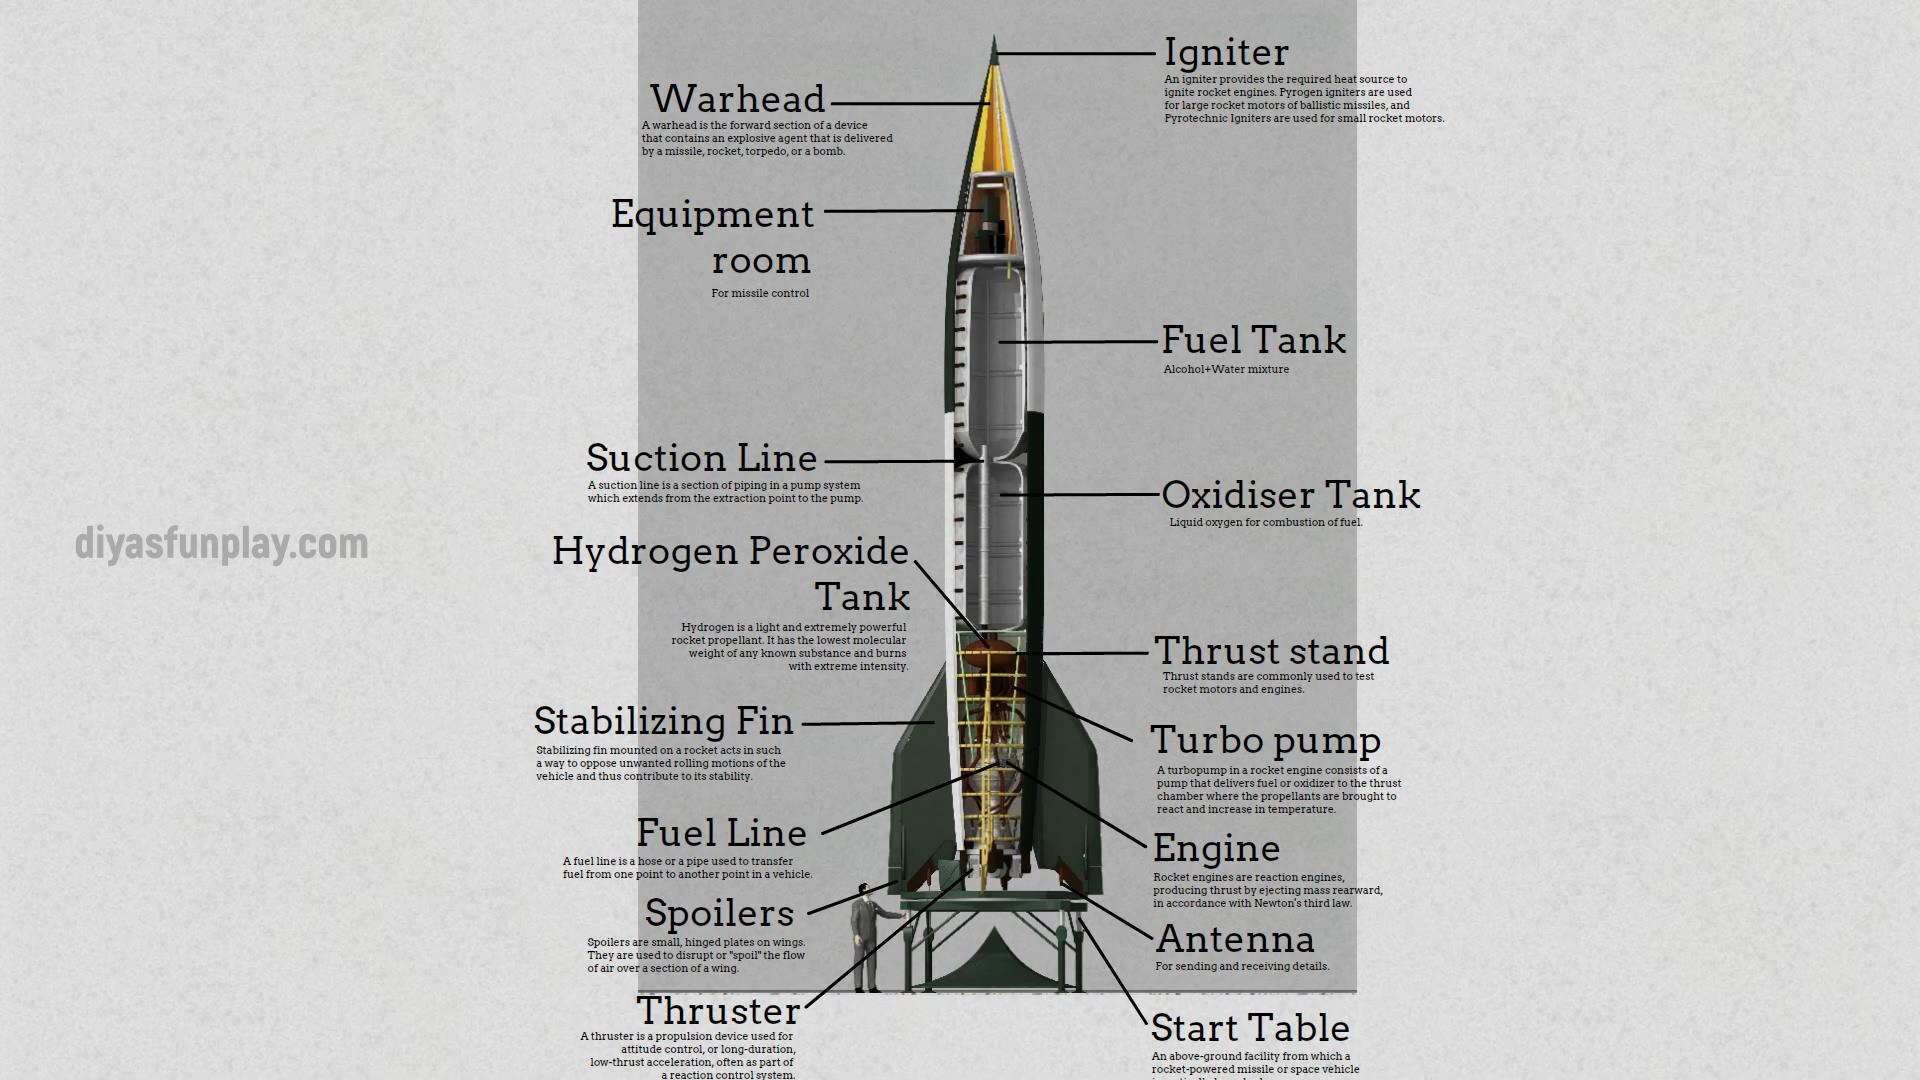 Igniter
An igniter provides the required heat source to
ignite rocket engines. Pyrogen igniters are used
for large rocket motors of ballistic missiles, and
Pyrotechnic Igniters are used for small rocket motors.
Warhead
A warhead is the forward section of a device
that contains an explosive agent that is delivered
by a missile, rocket, torpedo, or a bomb.
Equipment
room
For missile control
Fuel Tank
Alcohol+Water mixture
Suction Line
A suction line is a section of piping in a pump system
which extends from the extraction point to the pump.
Oxidiser Tank
Liquid oxygen for combustion of fuel.
diyasfunplay.com
Hydrogen Peroxide
Tank
Hydrogen is a light and extremely powerful
rocket propellant. It has the lowest molecular
weight of any known substance and burns
with extreme intensity.
Thrust stand
Thrust stands are commonly used to test
rocket motors and engines.
Stabilizing Fin
Stabilizing fin mounted on a rocket acts in such
a way to oppose unwanted rolling motions of the
vehicle and thus contribute to its stability.
Turbo pump
A turbopump in a rocket engine consists of a
pump that delivers fuel or oxidizer to the thrust
chamber where the propellants are brought to
react and increase in temperature.
Fuel Line
A fuel line is a hose or a pipe used to transfer
fuel from one point to another point in a vehicle.
Engine
Rocket engines are reaction engines,
producing thrust by ejecting mass rearward,
in accordance with Newton's third law.
Spoilers
Spoilers are small, hinged plates on wings.
They are used to disrupt or "spoil" the flow
of air over a section of a wing.
Antenna
For sending and receiving details.
Thruster
A thruster is a propulsion device used for
attitude control, or long-duration,
low-thrust acceleration, often as part of
a reaction control system.
Start Table
An above-ground facility from which a
rocket-powered missile or space vehicle